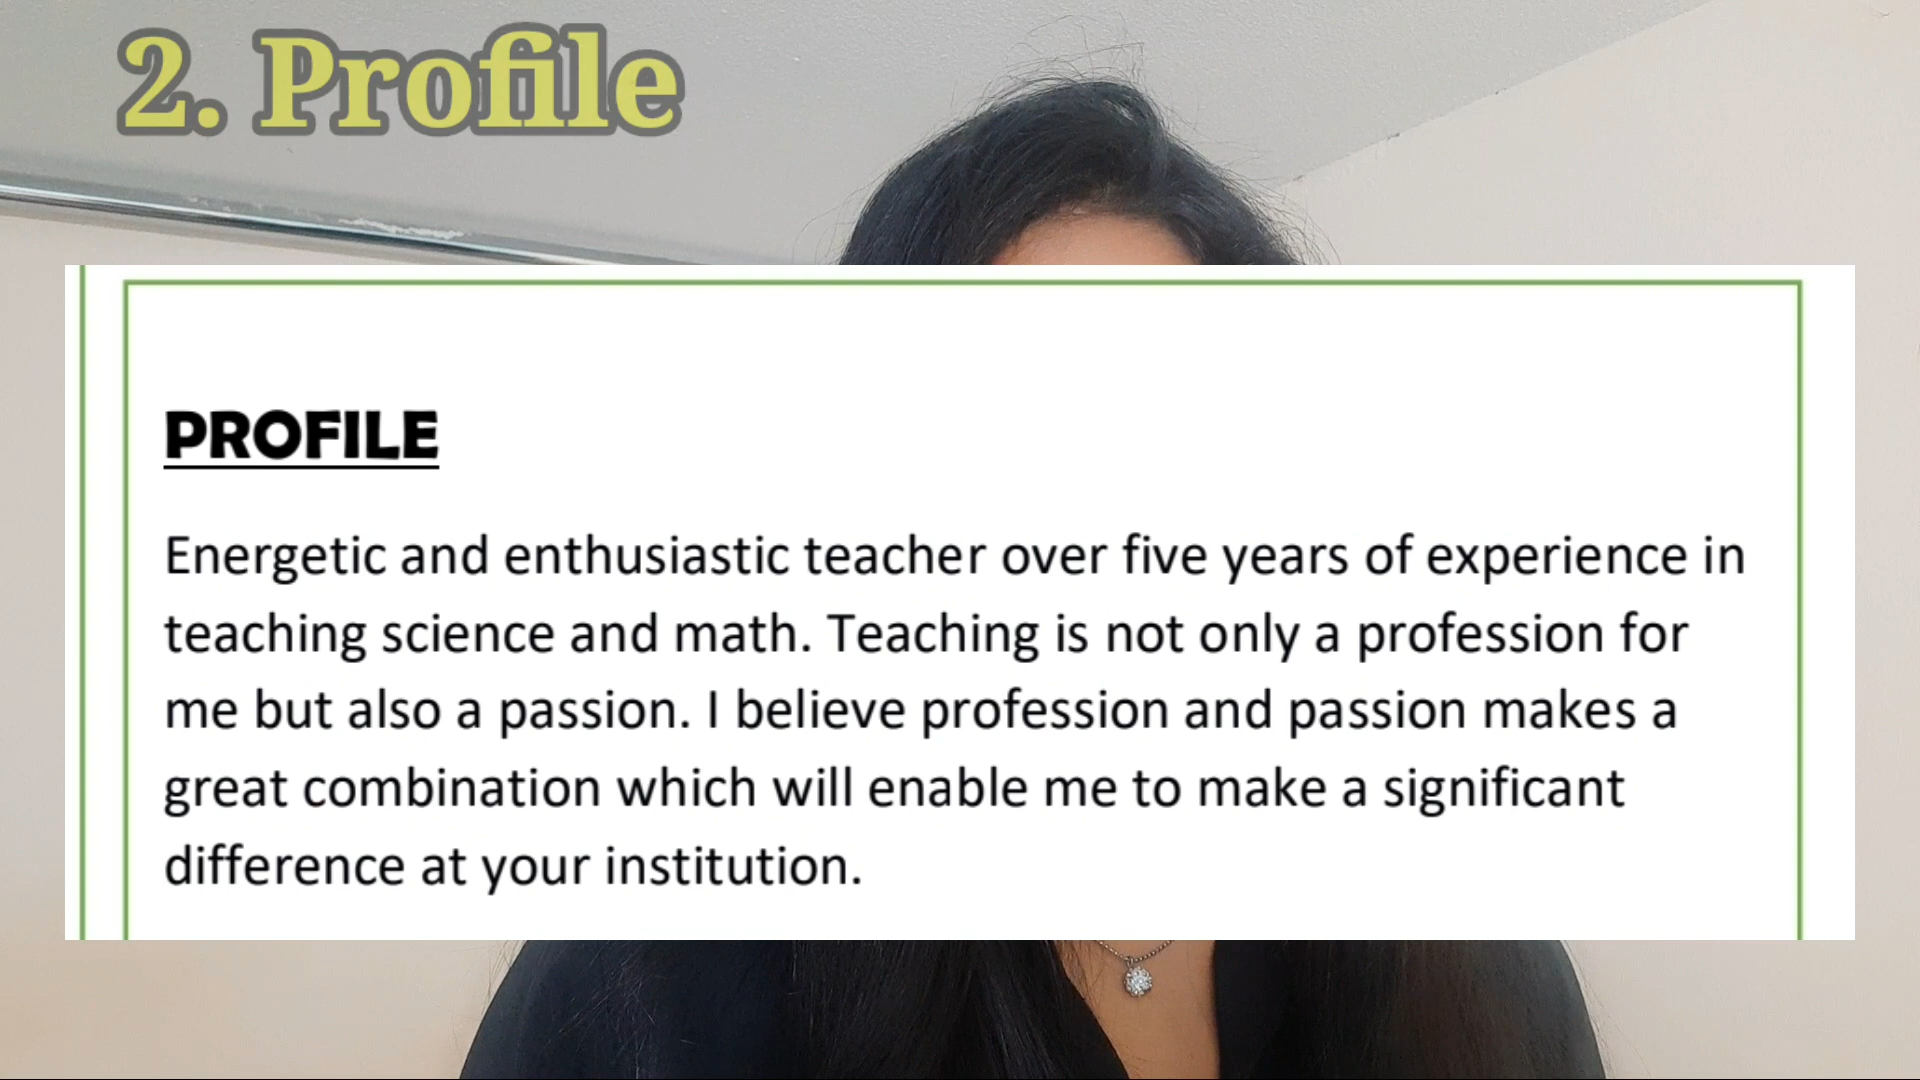 2. Profile
PROFILE
Energetic and enthusiastic teacher over five years of experience in
teaching science and math. Teaching is not only a profession for
me but also a passion. I believe profession and passion makes a
great combination which will enable me to make a significant
difference at your institution.